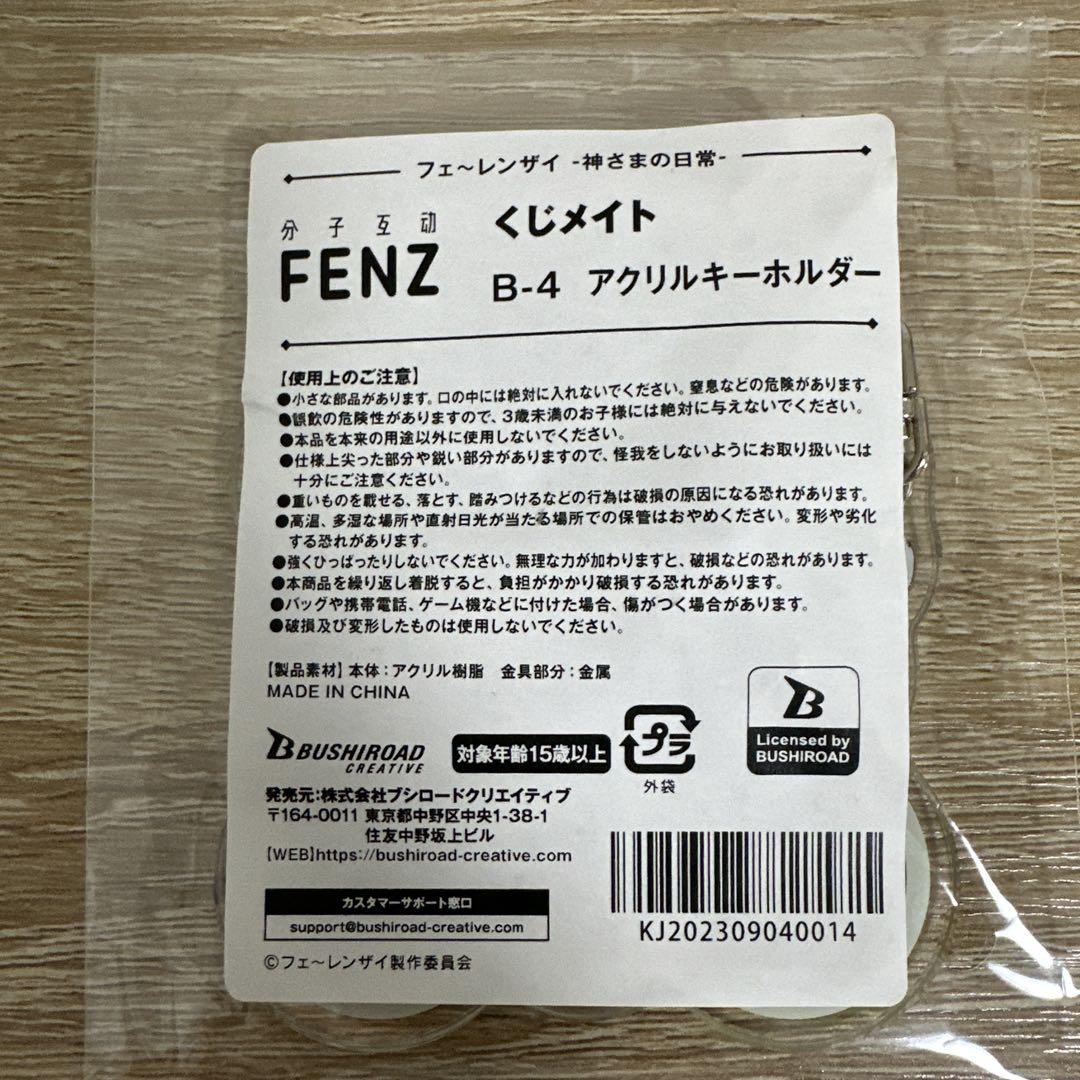 フェ～レンザイ -神さまの日常-
分子互动
FENZ
くじメイト
B-4 アクリルキーホルダー
【使用上のご注意】
●小さな部品があります。口の中には絶対に入れないでください。窒息などの危険があります。
●誤飲の危険性がありますので、3歳未満のお子様には絶対に与えないでください。
●本品を本来の用途以外に使用しないでください。
●仕様上尖った部分や鋭い部分がありますので、怪我をしないようにお取り扱いには
十分にご注意ください。
●重いものを載せる、落とす、踏みつけるなどの行為は破損の原因になる恐れがあります。
●高温、多湿な場所や直射日光が当たる場所での保管はおやめください。変形や劣化
する恐れがあります。
●強くひっぱったりしないでください。無理な力が加わりますと、破損などの恐れがあります。
●本商品を繰り返し着脱すると、負担がかかり破損する恐れがあります。
●バッグや携帯電話、ゲーム機などに付けた場合、傷がつく場合があります。
●破損及び変形したものは使用しないでください。
【製品素材】本体：アクリル樹脂 金具部分：金属
MADE IN CHINA
BUSHIROAD
CREATIVE
対象年齢15歳以上
プラ
外袋
B
Licensed by
BUSHIROAD
発売元：株式会社ブシロードクリエイティブ
〒164-0011 東京都中野区中央1-38-1
住友中野坂上ビル
【WEB】https://bushiroad-creative.com
カスタマーサポート窓口
support@bushiroad-creative.com
KJ202309040014
©フェ～レンザイ製作委員会